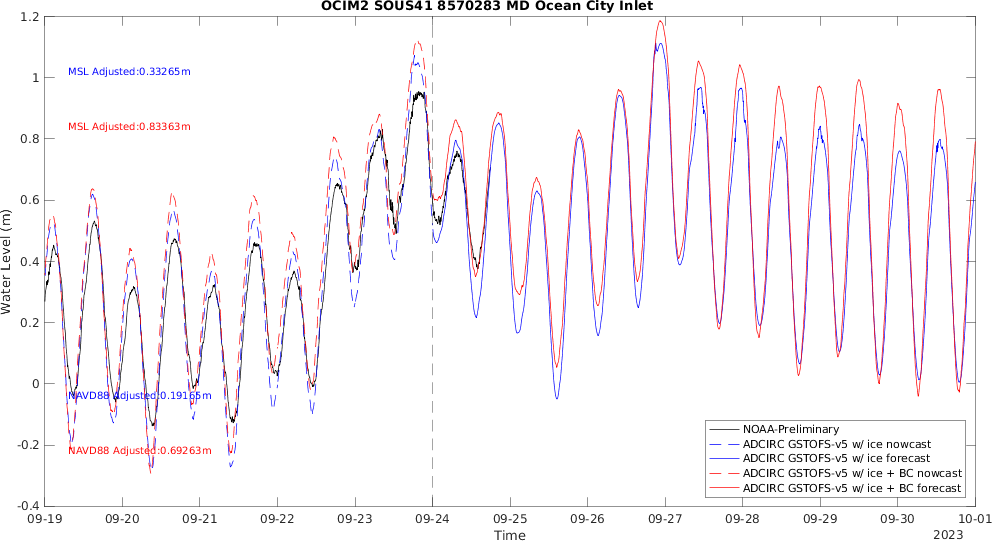 OCIM2 SOUS41 8570283 MD Ocean City Inlet
1.2
1
0.8
0.6
0.4
0.2
0
-0.2
-0.4
Water Level (m)
MSL Adjusted:0.33265m
MSL Adjusted:0.83363m
NAVD88 Adjusted:0.19165m
NAVD88 Adjusted:0.69263m
NOAA-Preliminary
ADCIRC GSTOFS-v5 w/ ice nowcast
ADCIRC GSTOFS-v5 w/ ice forecast
ADCIRC GSTOFS-v5 w/ ice + BC nowcast
ADCIRC GSTOFS-v5 w/ ice + BC forecast
09-19 09-20 09-21 09-22 09-23 09-24 09-25 09-26 09-27 09-28 09-29 09-30 10-01
Time
2023